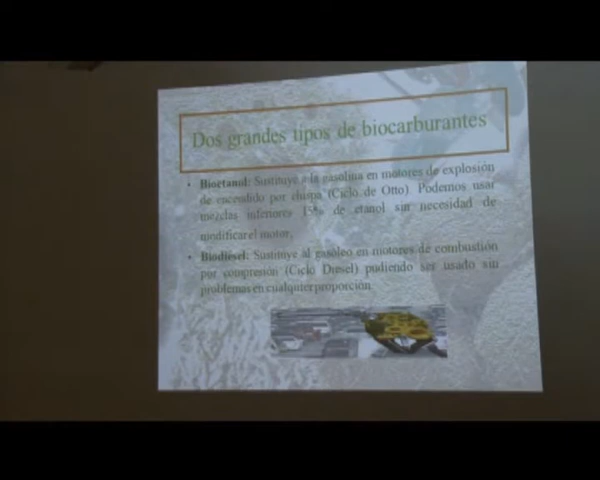 Dos grandes tipos de biocarburantes
• Bioetanol: Sustituye a la gasolina en motores de explosión
de encendido por chispa (Ciclo de Otto). Podemos usar
mezclas inferiores 15% de etanol sin necesidad de
modificar el motor.
• Biodiesel: Sustituye al gasoleo en motores de combustión
por compresión (Ciclo Diesel) pudiendo ser usado sin
problemas en cualquier proporción